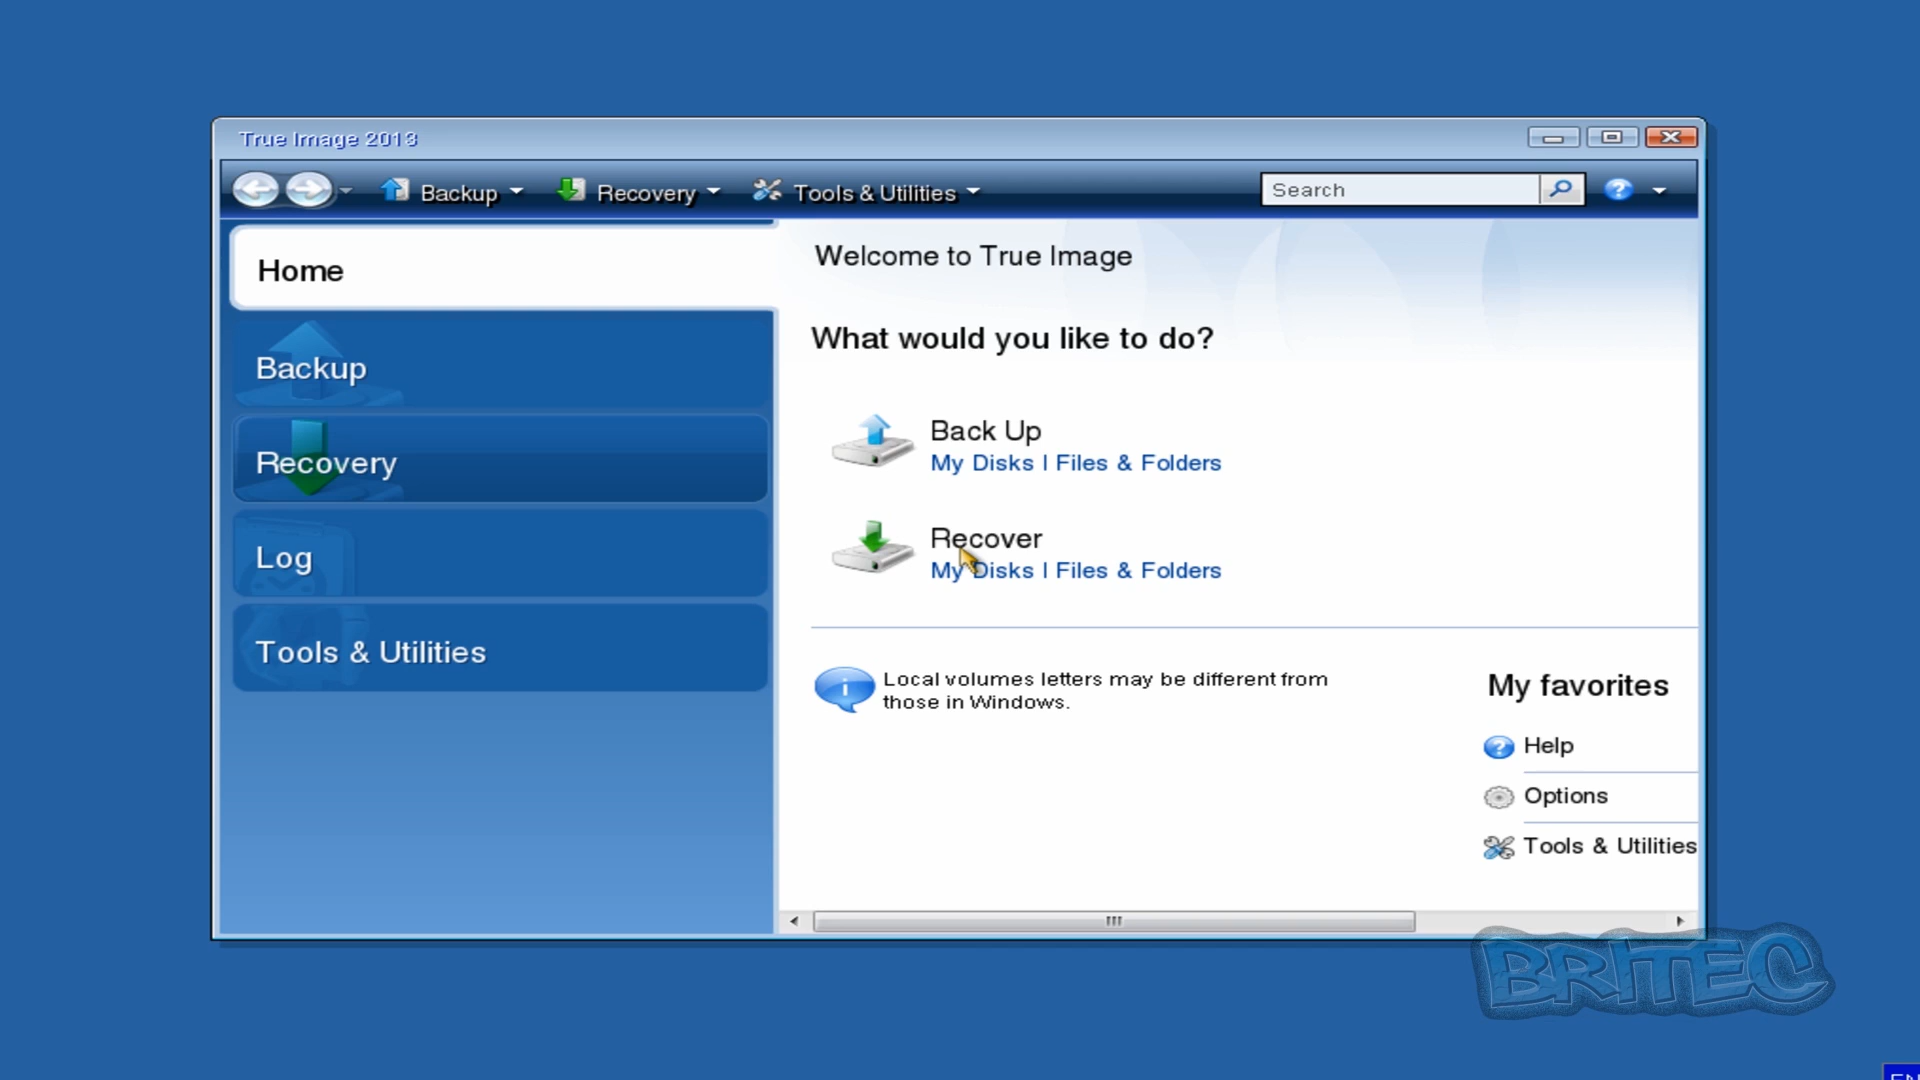 True Image 2013
Backup
Recovery
Tools & Utilities
Search
Home
Backup
Recovery
Log
Tools & Utilities
Welcome to True Image
What would you like to do?
Back Up
My Disks | Files & Folders
Recover
My Disks | Files & Folders
Local volumes letters may be different from
those in Windows.
My favorites
Help
Options
Tools & Utilities
BRITEC
EN